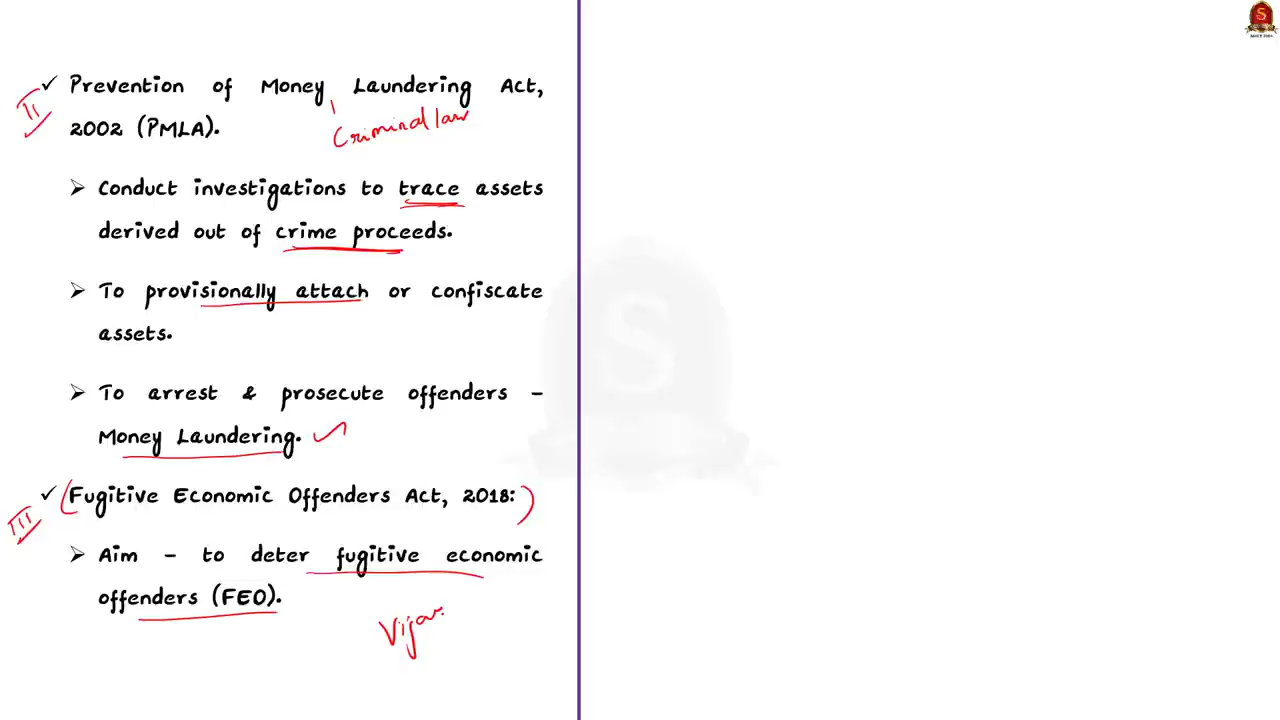 II ✓ Prevention of Money Laundering Act,
Criminal law
2002 (PMLA).
➢ Conduct investigations to trace assets
derived out of crime proceeds.
➢ To provisionally attach or confiscate
assets.
➢ To arrest & prosecute offenders –
Money Laundering.
III ✓ (Fugitive Economic Offenders Act, 2018:)
➢ Aim – to deter fugitive economic
offenders (FEO).
S